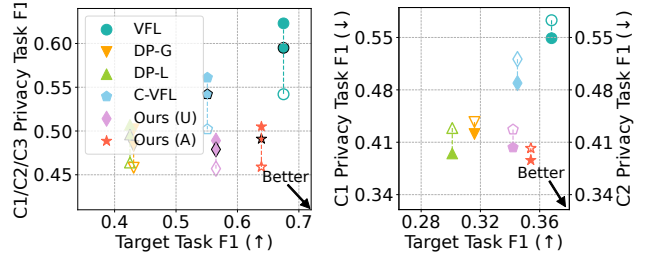 C1/C2/C3 Privacy Task F1
0.60
0.55
0.50
0.45
VFL
DP-G
DP-L
C-VFL
Ours (U)
Ours (A)
Better
0.4 0.5 0.6 0.7
Target Task F1 (↑)
C1 Privacy Task F1 (↓)
0.55
0.48
0.41
0.34
Better
0.28 0.32 0.36
Target Task F1 (↑)
0.55
0.48
0.41
0.34
C2 Privacy Task F1 (↓)